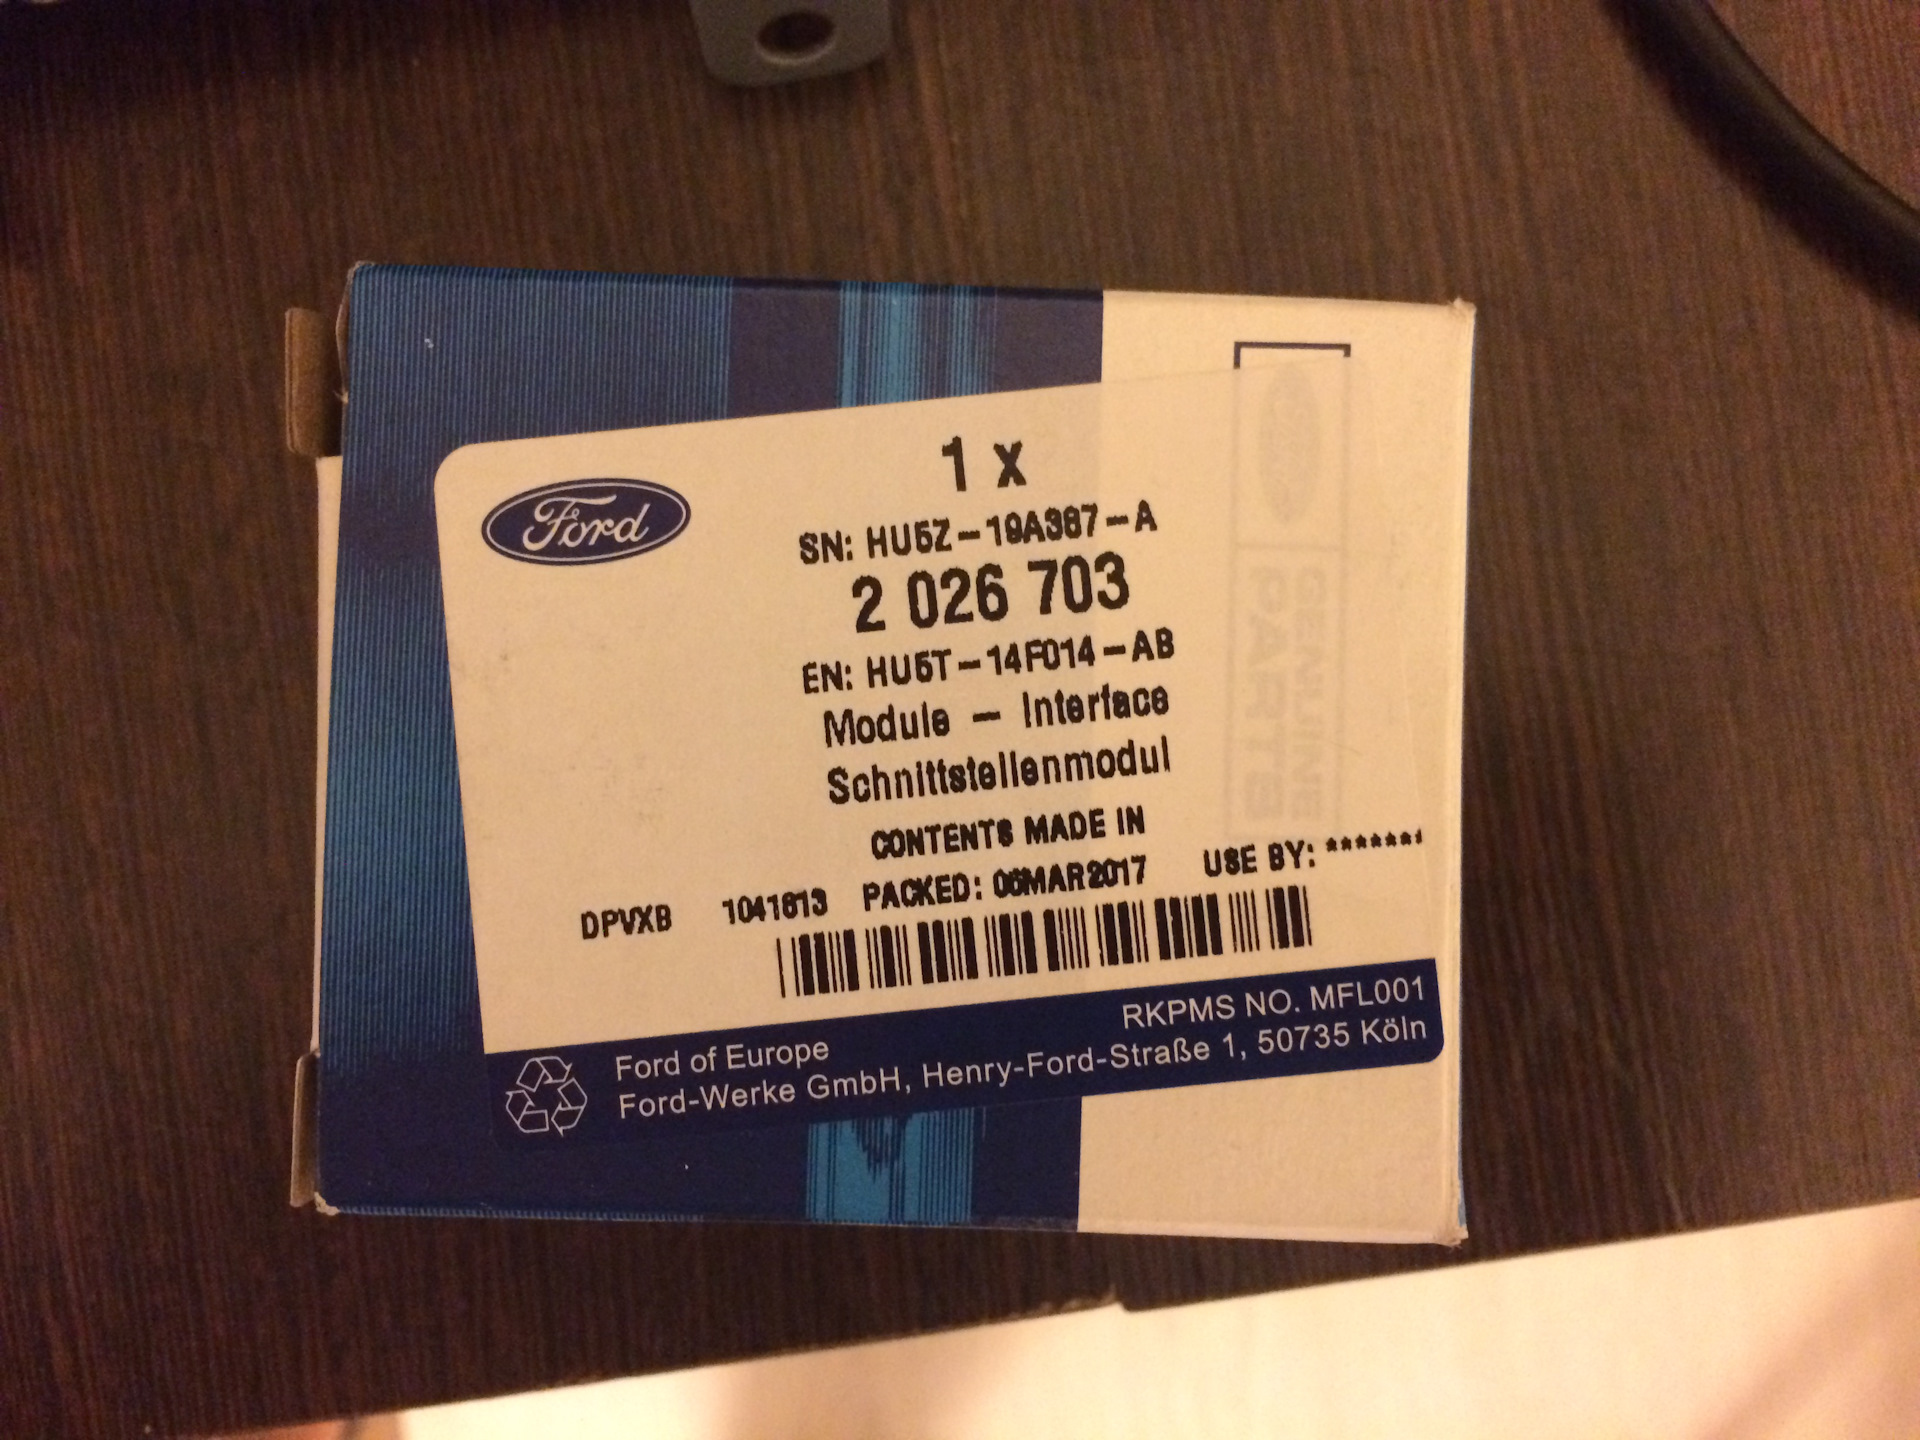 1 x
Ford
SN: HU5Z-19A387-A
2 026 703
EN: HU5T-14F014-AB
Module - Interface
Schnittstellenmodul
CONTENTS MADE IN
DPVXB 1041613 PACKED: 06MAR2017 USE BY: *******
RKPMS NO. MFL001
Ford of Europe
Ford-Werke GmbH, Henry-Ford-Straße 1, 50735 Köln
GENUINE
PARTS